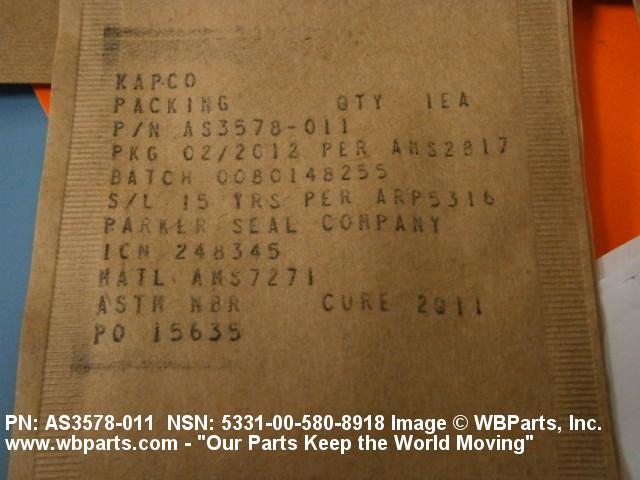 KAPCO
PACKING QTY 1EA
P/N AS3578-011
PKG 02/2012 PER AMS2817
BATCH 0080148255
S/L 15 YRS PER ARP5316
PARKER SEAL COMPANY
ICN 248345
MATL AMS7271
ASTM NBR CURE 2Q11
PO 15635
PN: AS3578-011 NSN: 5331-00-580-8918 Image © WBParts, Inc.
www.wbparts.com - "Our Parts Keep the World Moving"